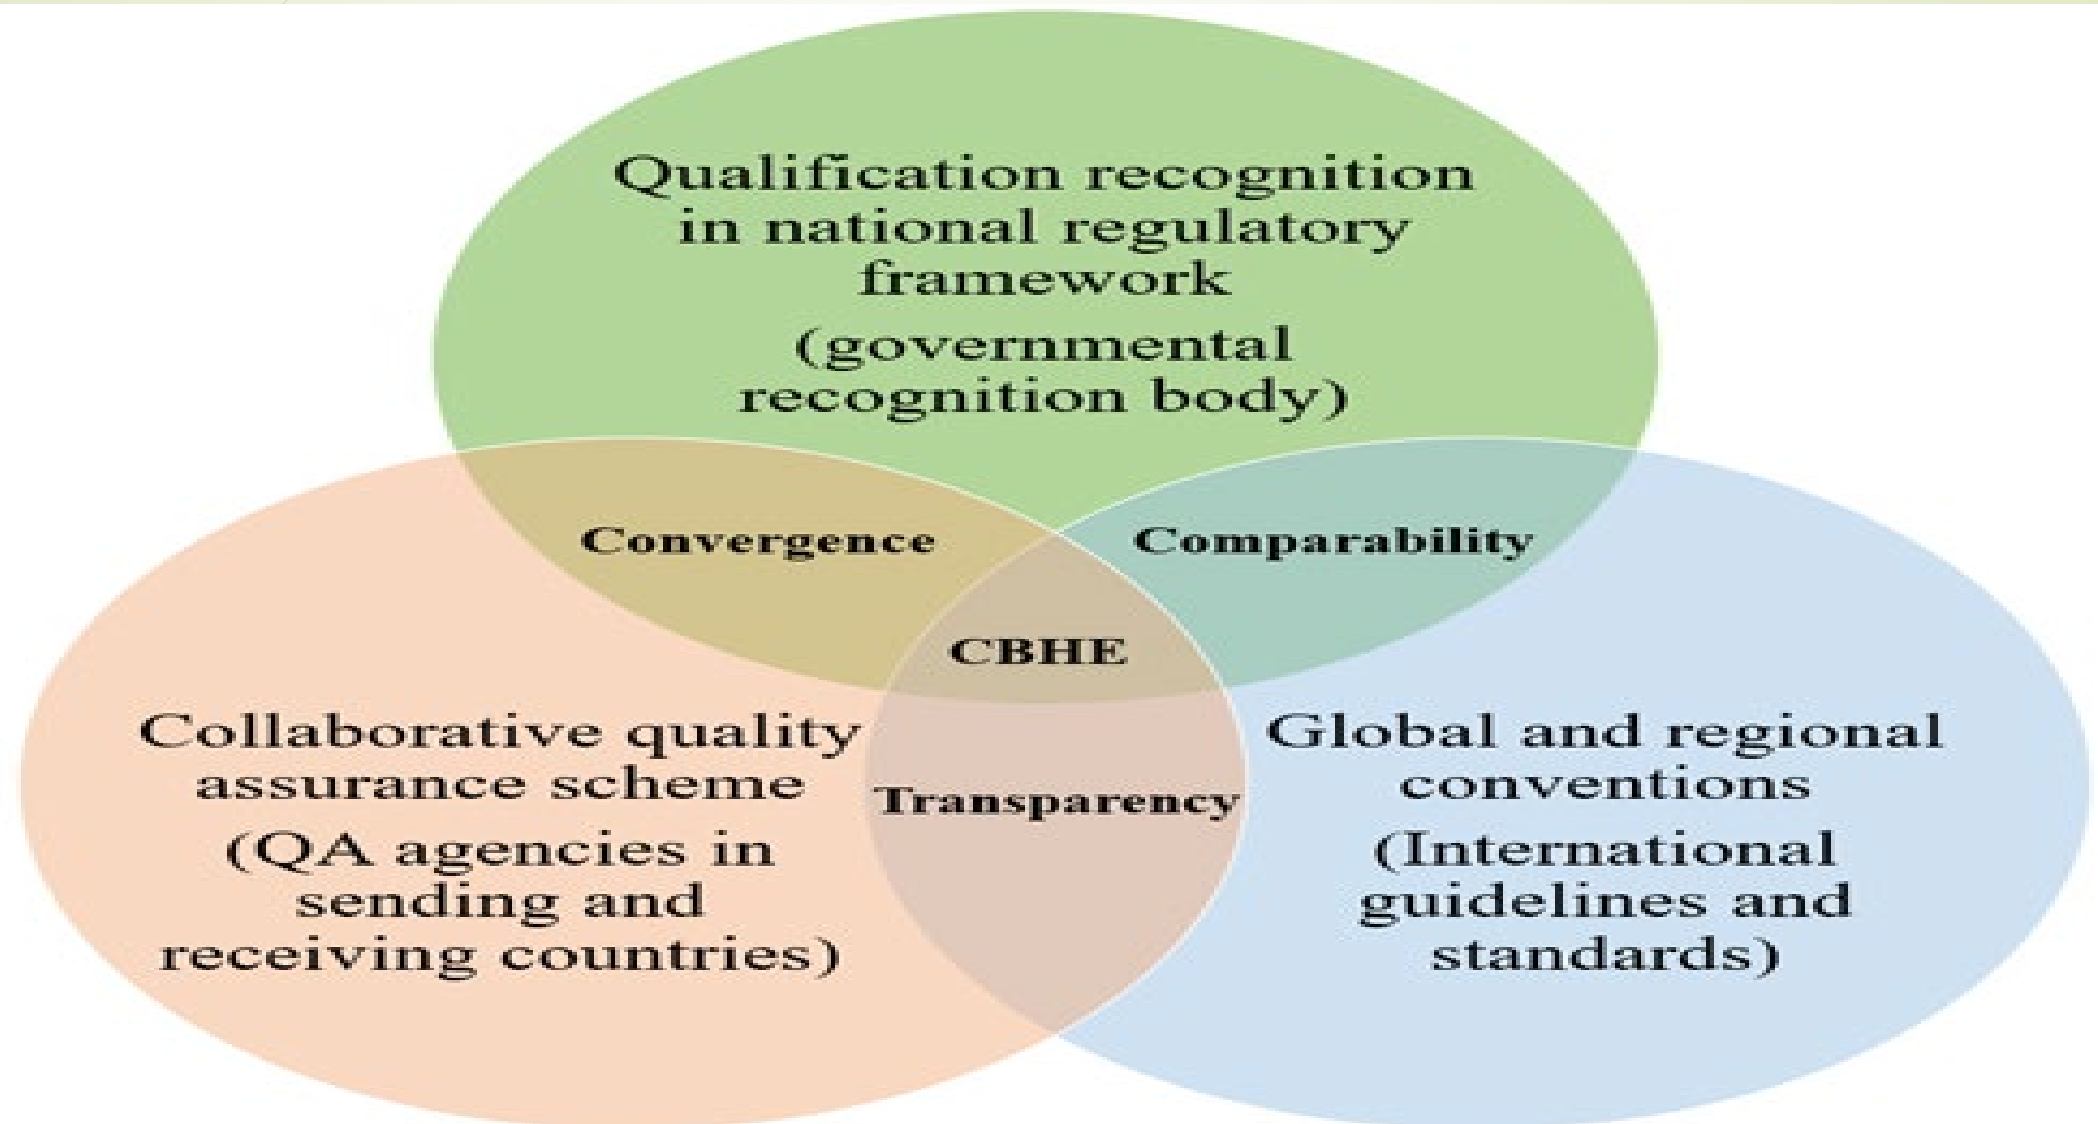 Qualification recognition
in national regulatory
framework
(governmental
recognition body)
Convergence
Comparability
CBHE
Collaborative quality
assurance scheme
(QA agencies in
sending and
receiving countries)
Transparency
Global and regional
conventions
(International
guidelines and
standards)